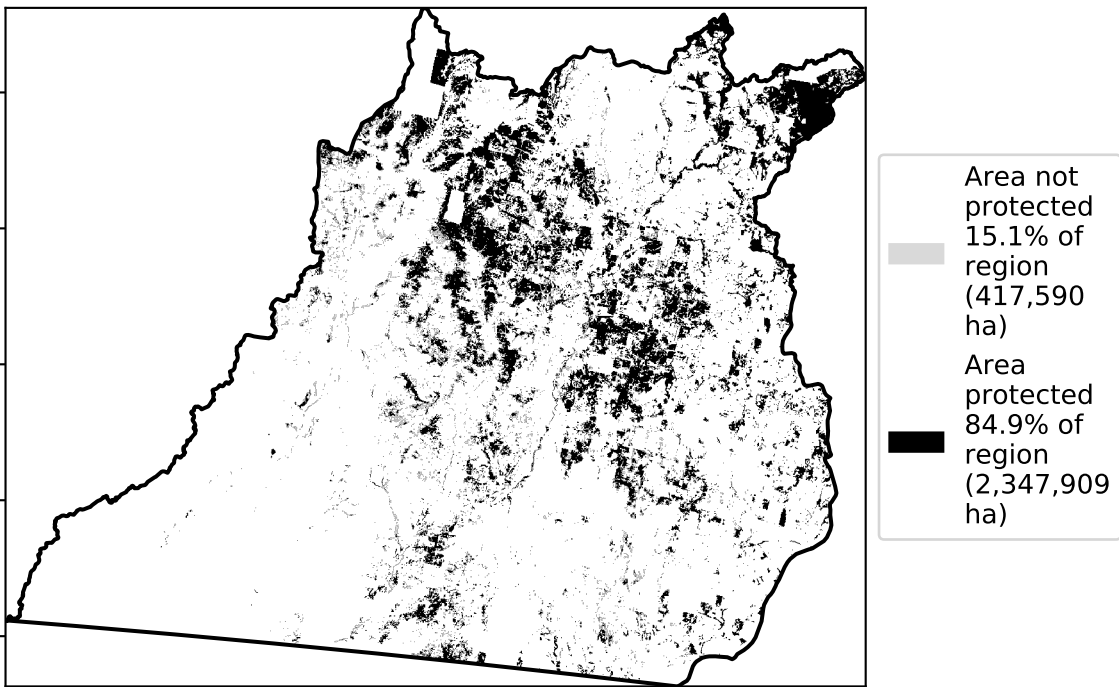 Area not
protected
15.1% of
region
(417,590
ha)
Area
protected
84.9% of
region
(2,347,909
ha)